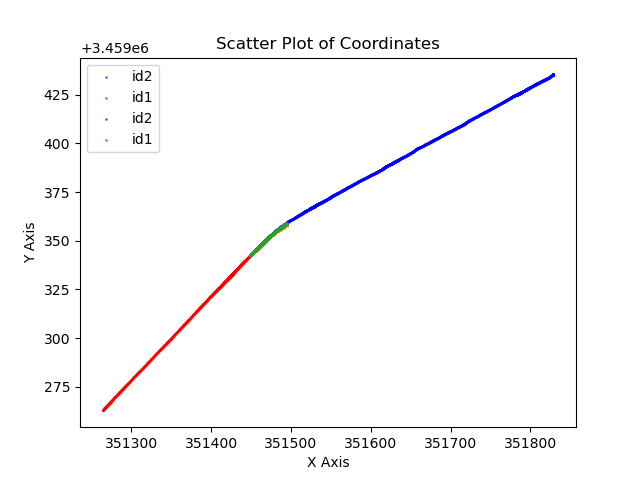 Scatter Plot of Coordinates
+3.459e6
id2
id1
id2
id1
425
400
375
350
325
300
275
Y Axis
351300 351400 351500 351600 351700 351800
X Axis